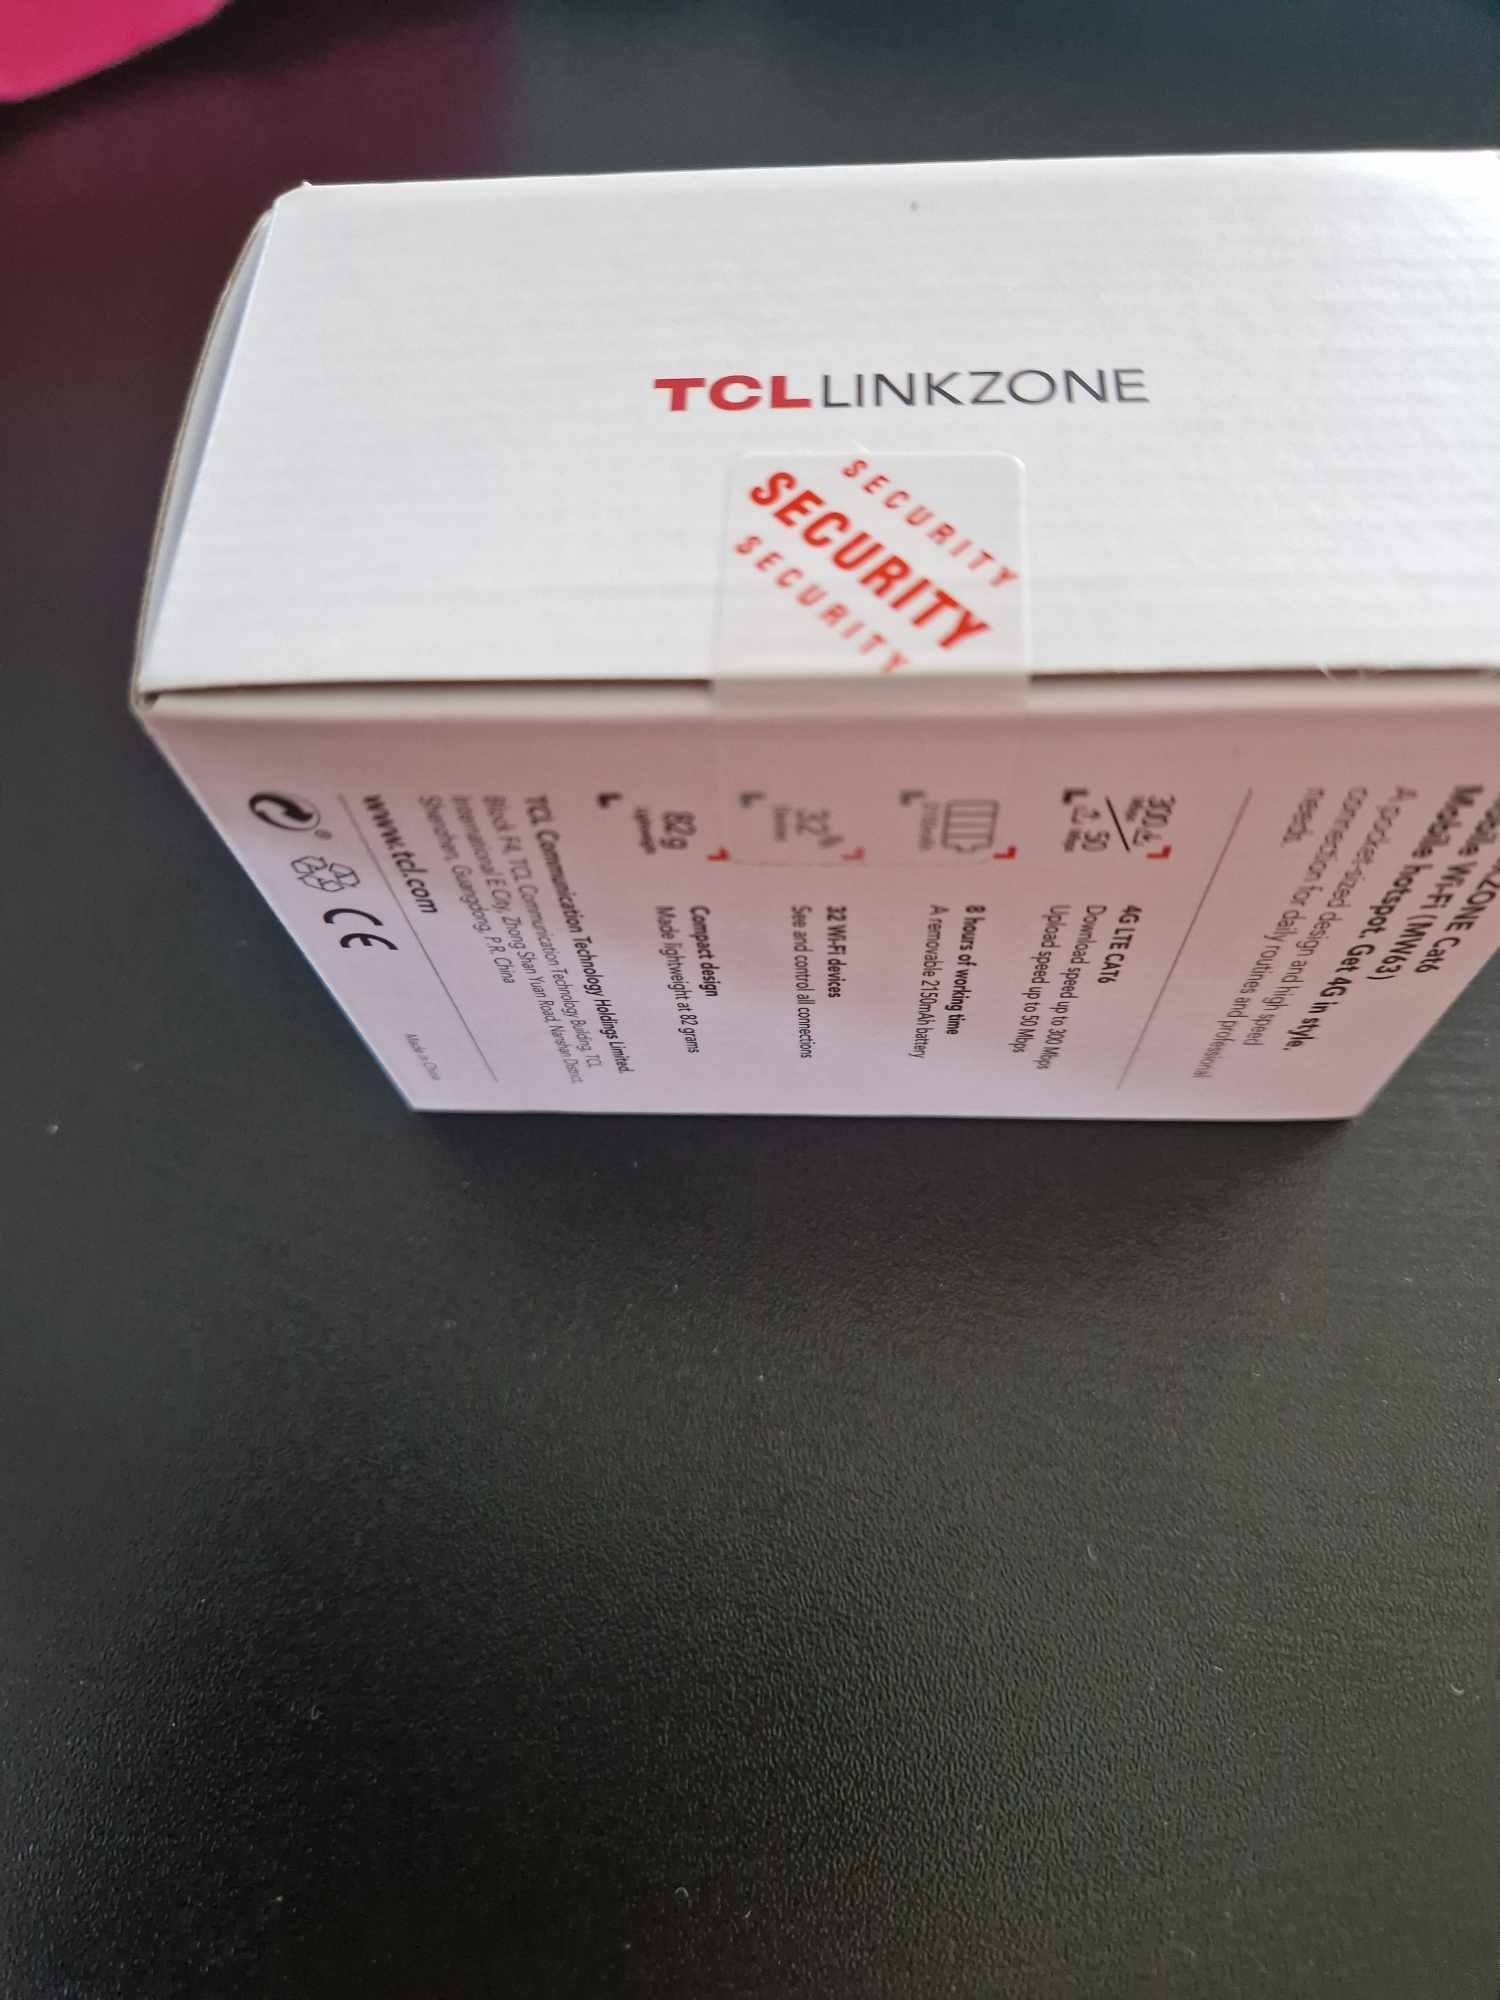 TCL LINKZONE
SECURITY
SECURITY
SECURITY
LINKZONE Cat6
Mobile Wi-Fi (MW63)
Mobile hotspot. Get 4G in style.
A pocket-sized design and high speed
connection for daily routines and professional
needs.
300
50
4G LTE CAT6
Download speed up to 300 Mbps
Upload speed up to 50 Mbps
2150mAh
8 hours of working time
A removable 2150mAh battery
32
32 Wi-Fi devices
See and control all connections
82g
Lightweight
Compact design
Made lightweight at 82 grams
TCL Communication Technology Holdings Limited.
Block F4, TCL Communication Technology Building, TCL
International E City, Zhong Shan Yuan Road, Nanshan District,
Shenzhen, Guangdong, P.R. China
www.tcl.com
CE
Made in China